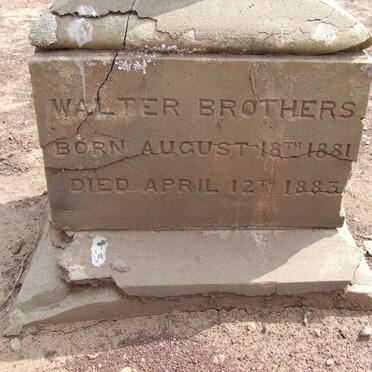 WALTER BROTHERS
BORN AUGUST 18TH 1881
DIED APRIL 12TH 1883